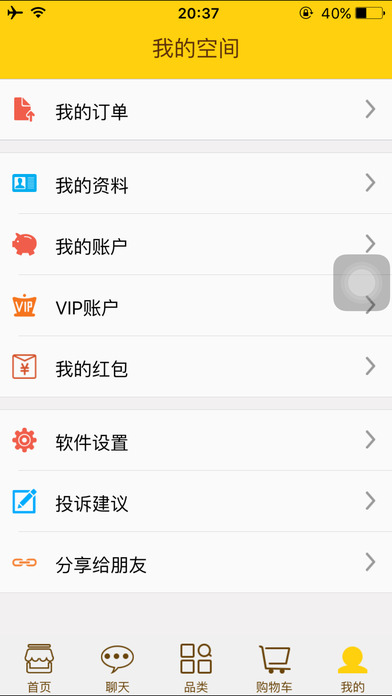 20:37
40%
我的空间
我的订单
我的资料
我的账户
VIP
VIP账户
¥
我的红包
软件设置
投诉建议
分享给朋友
首页
聊天
品类
购物车
我的